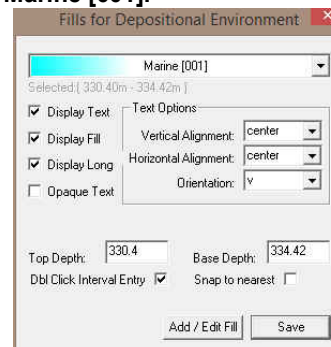 Marine [001].
Fills for Depositional Environment
Marine [001]
Selected:[ 330.40m - 334.42m ]
Display Text
Text Options
Display Fill
Vertical Alignment: center
Display Long
Horizontal Alignment: center
Opaque Text
Orientation: v
Top Depth: 330.4
Base Depth: 334.42
Dbl Click Interval Entry
Snap to nearest
Add / Edit Fill
Save